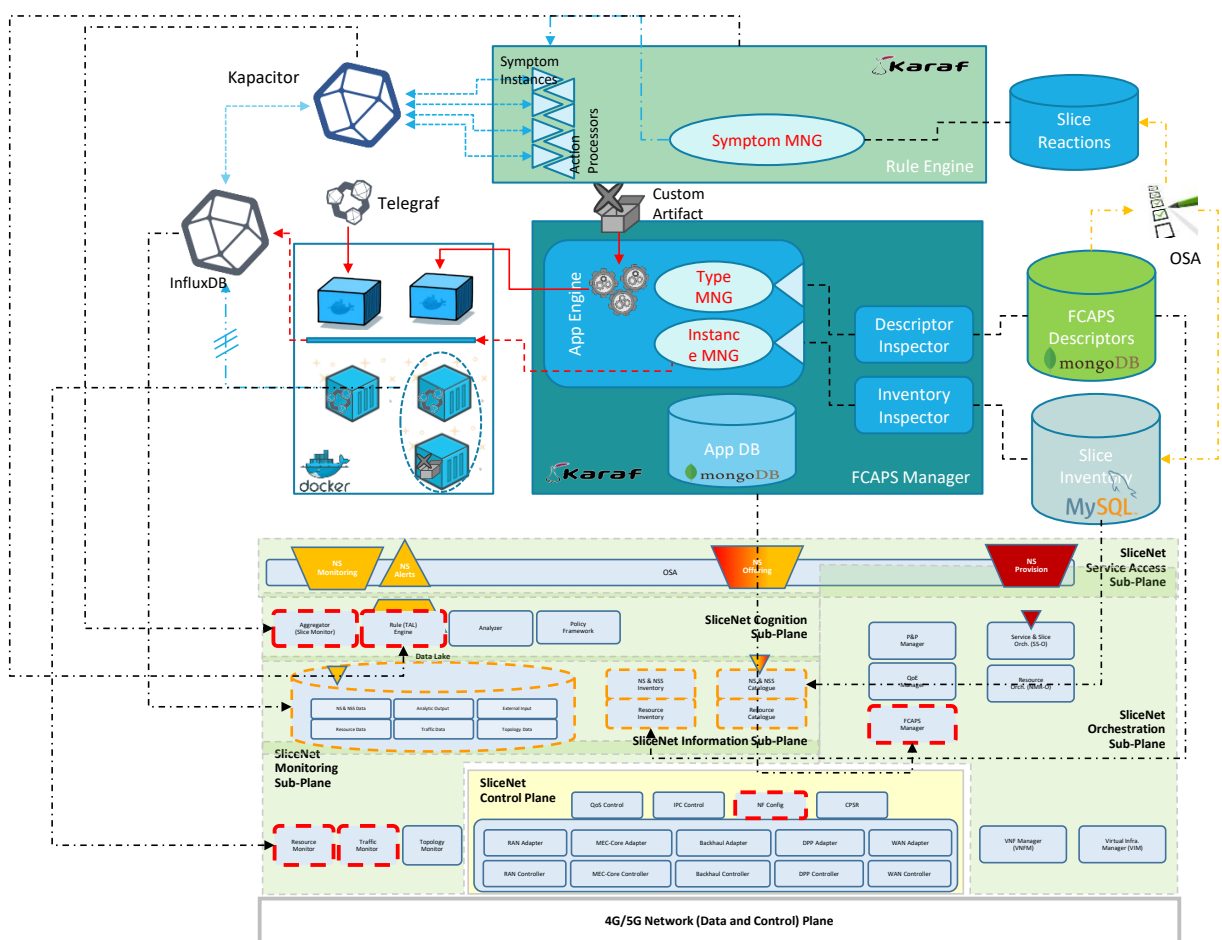 Kapacitor
Symptom
Instances
Karaf
Action
Processors
Symptom MNG
Rule Engine
Slice
Reactions
Telegraf
Custom
Artifact
InfluxDB
OSA
App Engine
Type
MNG
Instanc
e MNG
Descriptor
Inspector
FCAPS
Descriptors
mongoDB
Inventory
Inspector
App DB
mongoDB
Karaf
FCAPS Manager
Slice
Inventory
MySQL
docker
NS
Monitoring
NS
Alerts
OSA
NS
Offering
NS
Provision
SliceNet
Service Access
Sub-Plane
Aggregator
(Slice Monitor)
Rule (TAL)
Engine
Analyzer
Policy
Framework
SliceNet Cognition
Sub-Plane
P&P
Manager
Service & Slice
Orch. (SS-O)
Data Lake
NS & NSS
Inventory
NS & NSS
Catalogue
QoE
Manager
Resource
Orch. (NMR-O)
NS& NSS Data
Analytic Output
External Input
Resource Data
Traffic Data
Topology Data
Resource
Inventory
Resource
Catalogue
FCAPS
Manager
SliceNet Information Sub-Plane
SliceNet
Orchestration
Sub-Plane
SliceNet
Monitoring
Sub-Plane
SliceNet
Control Plane
QoS Control
IPC Control
NF Config
CPSR
Resource
Monitor
Traffic
Monitor
Topology
Monitor
RAN Adapter
MEC-Core Adapter
Backhaul Adapter
DPP Adapter
WAN Adapter
RAN Controller
MEC-Core Controller
Backhaul Controller
DPP Controller
WAN Controller
VNF Manager
(VNFM)
Virtual Infra.
Manager (VIM)
4G/5G Network (Data and Control) Plane